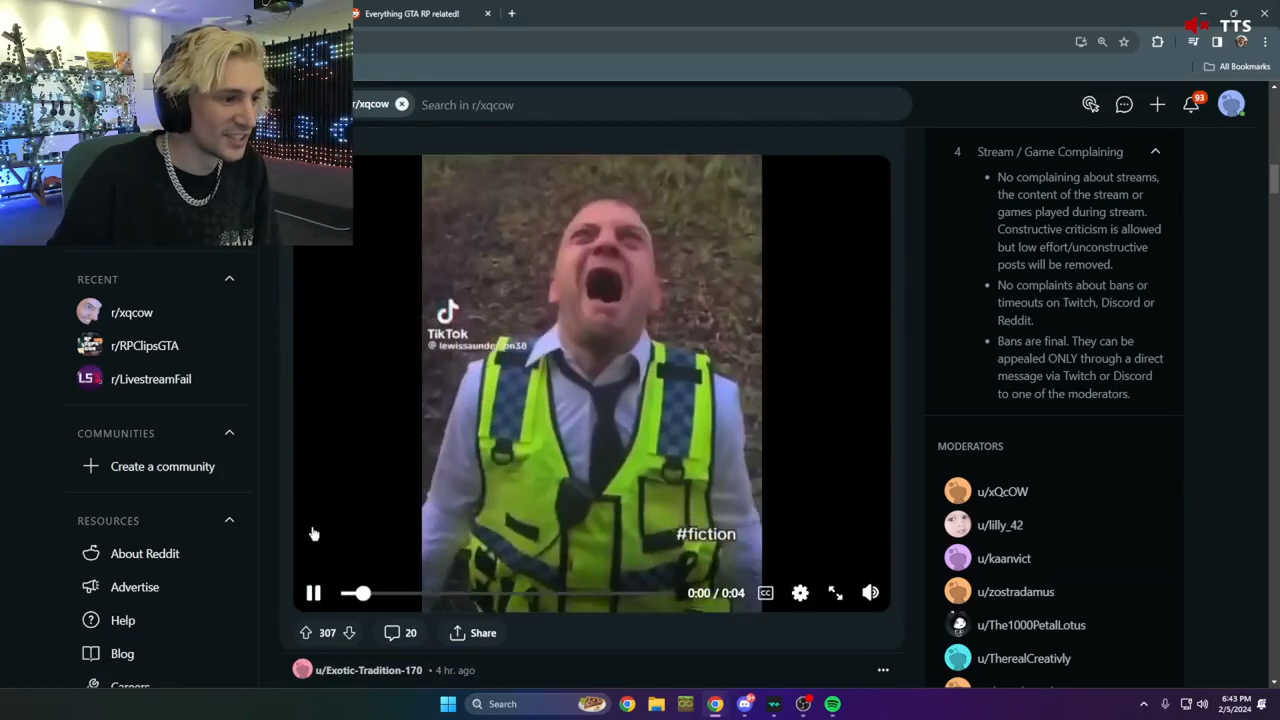 Everything GTA RP related!
TTS
All Bookmarks
r/xqcow
Search in r/xqcow
93
RECENT
r/xqcow
r/RPClipsGTA
r/LivestreamFail
COMMUNITIES
Create a community
RESOURCES
About Reddit
Advertise
Help
Blog
TikTok
#fiction
0:00 / 0:04
CC
307
20
Share
u/Exotic-Tradition-170 • 4 hr. ago
4 Stream / Game Complaining
• No complaining about streams,
the content of the stream or
games played during stream.
Constructive criticism is allowed
but low effort/unconstructive
posts will be removed.
• No complaints about bans or
timeouts on Twitch, Discord or
Reddit.
• Bans are final. They can be
appealed ONLY through a direct
message via Twitch or Discord
to one of the moderators.
MODERATORS
u/xQcOW
u/lilly_42
u/kaanvict
u/zostradamus
u/The1000PetalLotus
u/TherealCreativly
Search
6:43 PM
2/5/2024